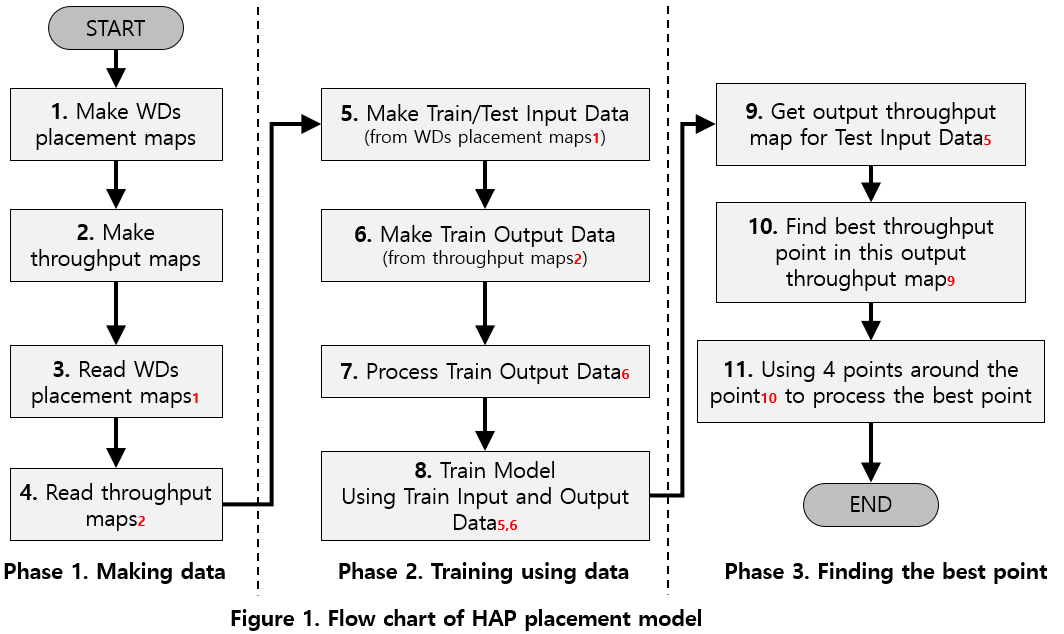 START
1. Make WDs
placement maps
2. Make
throughput maps
3. Read WDs
placement maps1
4. Read throughput
maps2
Phase 1. Making data
5. Make Train/Test Input Data
(from WDs placement maps1)
6. Make Train Output Data
(from throughput maps2)
7. Process Train Output Data6
8. Train Model
Using Train Input and Output
Data5,6
Phase 2. Training using data
9. Get output throughput
map for Test Input Data5
10. Find best throughput
point in this output
throughput map9
11. Using 4 points around the
point10 to process the best point
END
Phase 3. Finding the best point
Figure 1. Flow chart of HAP placement model